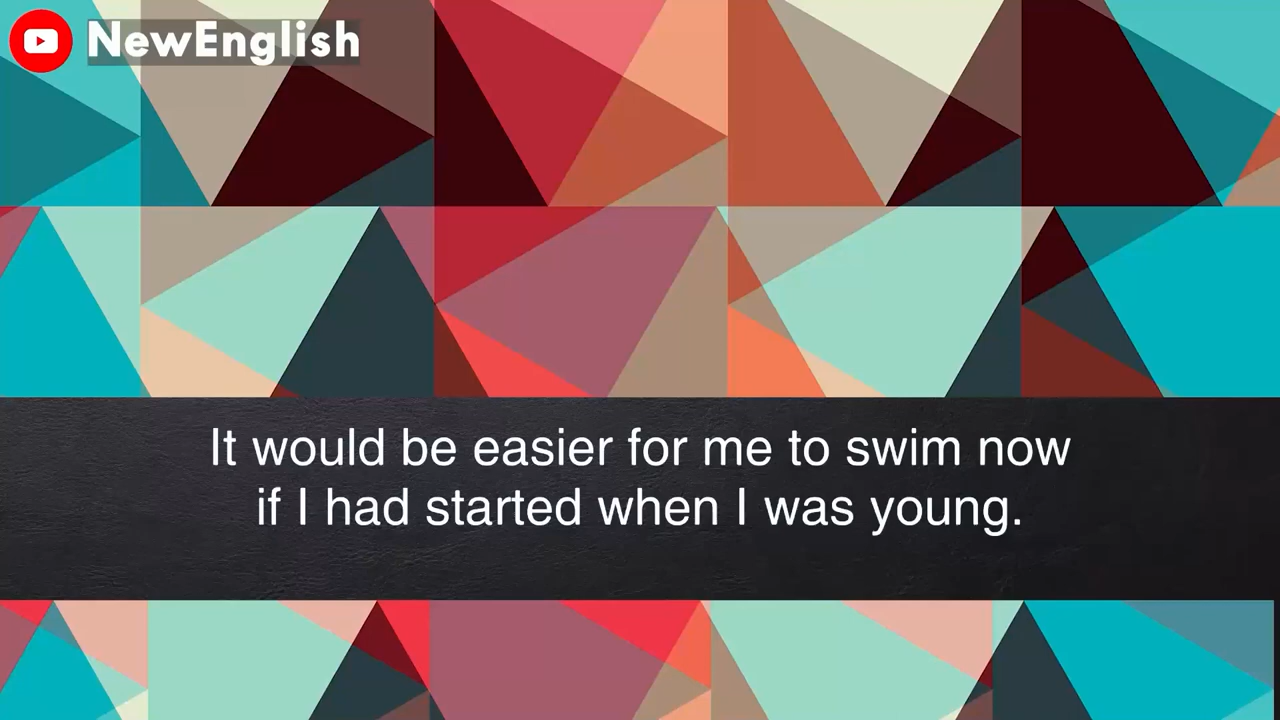 NewEnglish
It would be easier for me to swim now
if I had started when I was young.